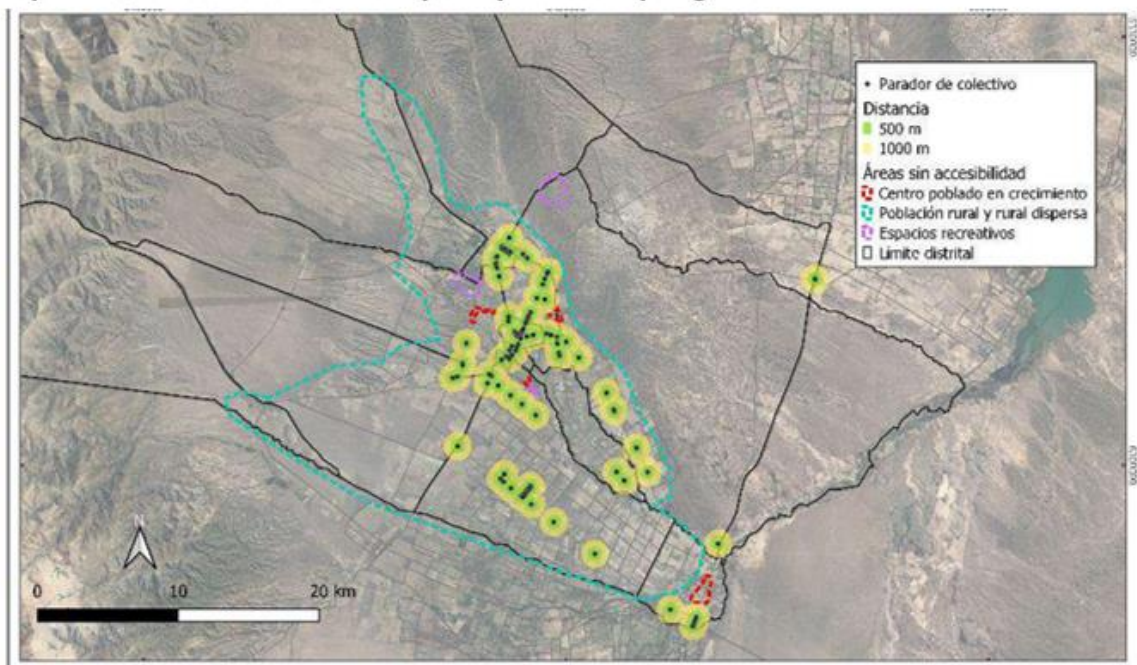 • Parador de colectivo
Distancia
500 m
1000 m
Áreas sin accesibilidad
Centro poblado en crecimiento
Población rural y rural dispersa
Espacios recreativos
Límite distrital
N
0 10 20 km